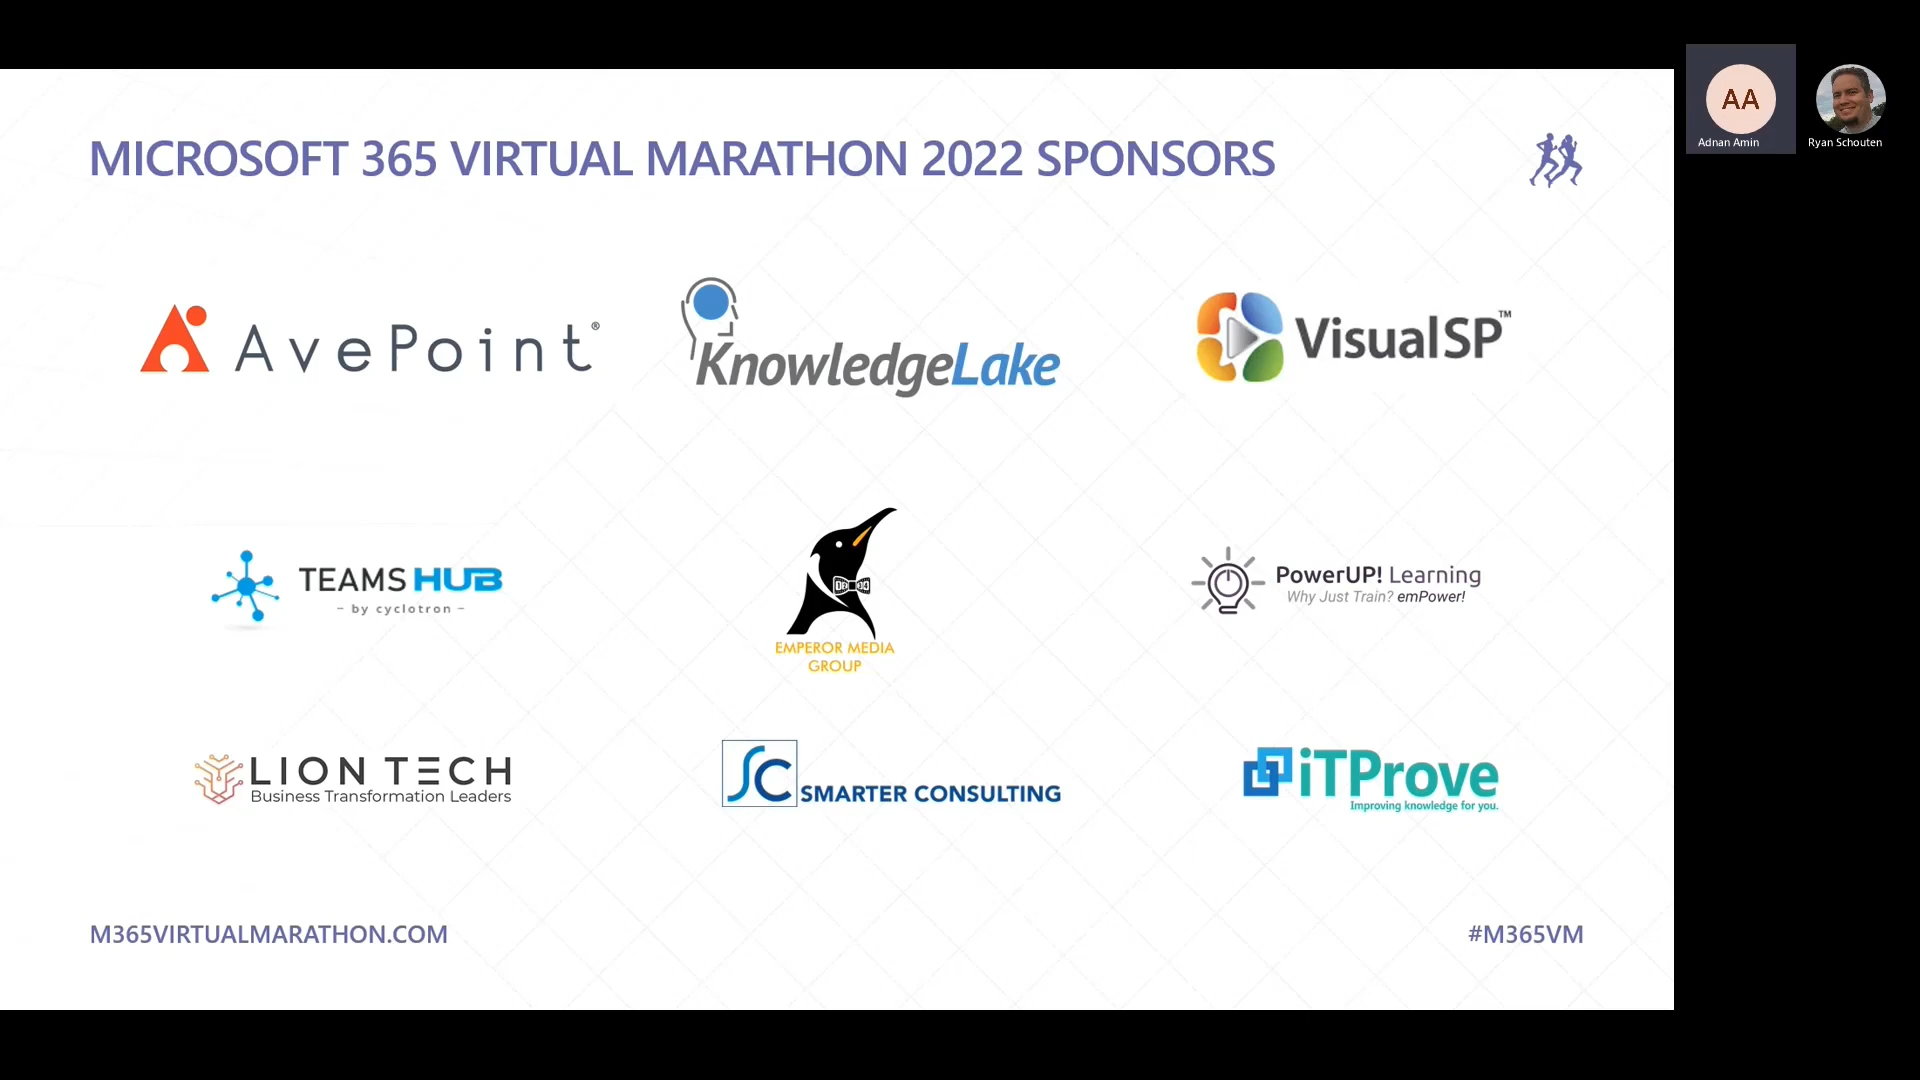 MICROSOFT 365 VIRTUAL MARATHON 2022 SPONSORS
AA
Adnan Amin
Ryan Schouten
AvePoint®
KnowledgeLake
VisualSP™
TEAMS HUB
- by cyclotron -
EMPEROR MEDIA
GROUP
PowerUP! Learning
Why Just Train? emPower!
LION TECH
Business Transformation Leaders
SC
SMARTER CONSULTING
iTProve
Improving knowledge for you.
M365VIRTUALMARATHON.COM
#M365VM